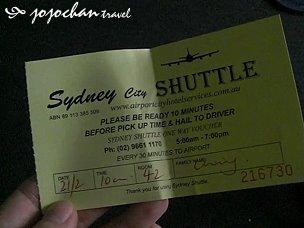 jojochan travel
Sydney City SHUTTLE
ABN 69 113 385 509
www.airportcityhotelservices.com.au
PLEASE BE READY 10 MINUTES
BEFORE PICK UP TIME & HAIL TO DRIVER
SYDNEY SHUTTLE ONE WAY VOUCHER
Ph: (02) 9661 1170 5:00am - 7:00pm
EVERY 30 MINUTES TO AIRPORT
DATE TIME ROOM FAMILY NAME
21/2 10am 42
216730
Thank you for using Sydney Shuttle.